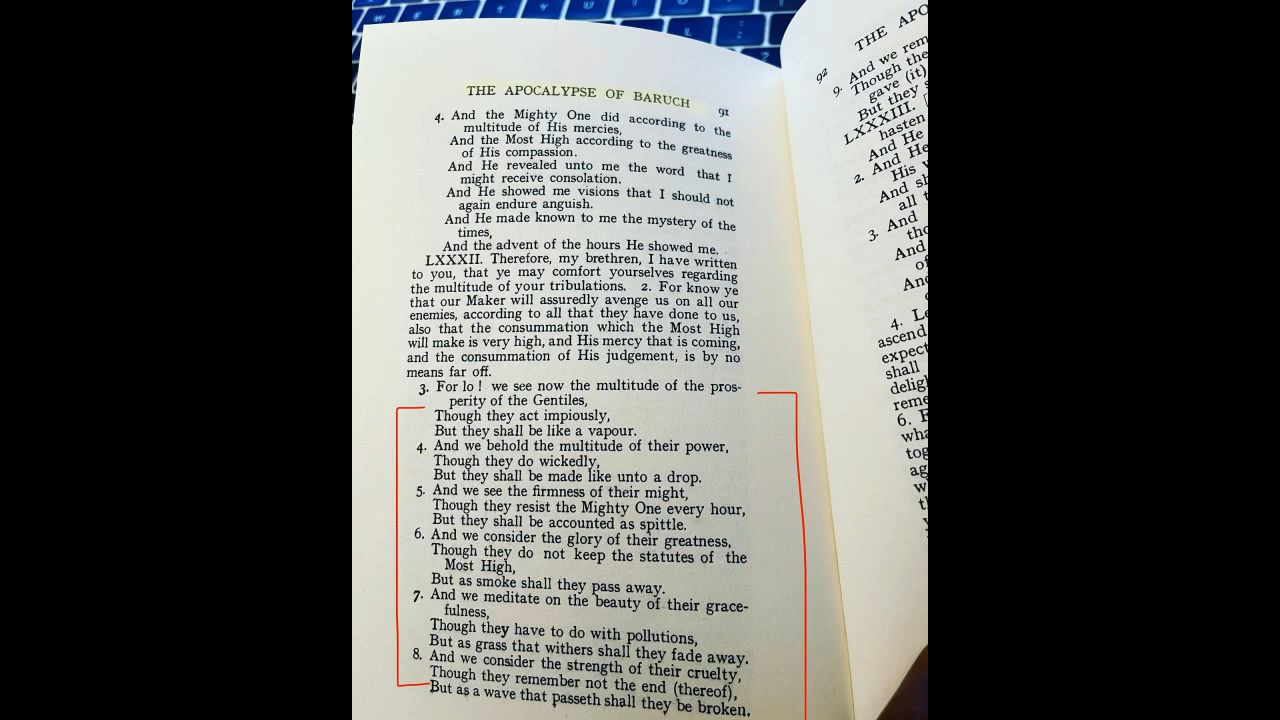 THE APOCALYPSE OF BARUCH 91
4. And the Mighty One did according to the
multitude of His mercies,
And the Most High according to the greatness
of His compassion.
And He revealed unto me the word that I
might receive consolation.
And He showed me visions that I should not
again endure anguish.
And He made known to me the mystery of the
times,
And the advent of the hours He showed me.
LXXXII. Therefore, my brethren, I have written
to you, that ye may comfort yourselves regarding
the multitude of your tribulations. 2. For know ye
that our Maker will assuredly avenge us on all our
enemies, according to all that they have done to us,
also that the consummation which the Most High
will make is very high, and His mercy that is coming,
and the consummation of His judgement, is by no
means far off.
3. For lo! we see now the multitude of the pros-
perity of the Gentiles,
Though they act impiously,
But they shall be like a vapour.
4. And we behold the multitude of their power,
Though they do wickedly,
But they shall be made like unto a drop.
5. And we see the firmness of their might,
Though they resist the Mighty One every hour,
But they shall be accounted as spittle.
6. And we consider the glory of their greatness,
Though they do not keep the statutes of the
Most High,
But as smoke shall they pass away.
7. And we meditate on the beauty of their grace-
fulness,
Though they have to do with pollutions,
But as grass that withers shall they fade away.
8. And we consider the strength of their cruelty,
Though they remember not the end (thereof),
But as a wave that passeth shall they be broken.
92 THE APO
9. And we rem
Though the
gave (it)
But they
LXXXIII.
hasten
And He
2. And He
His
And
all
3. And
And
And
4.
ascend
expect
shall
delig
reme
6.
wha
tog
ag